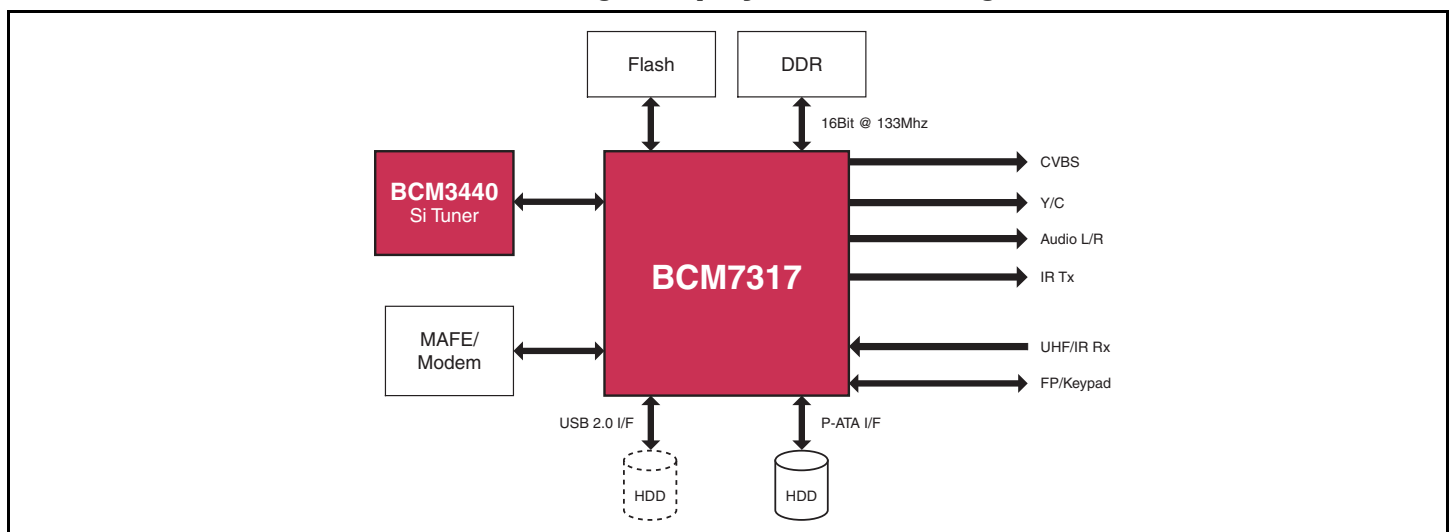 Flash
DDR
16Bit @ 133Mhz
BCM3440
Si Tuner
BCM7317
CVBS
Y/C
Audio L/R
IR Tx
MAFE/
Modem
UHF/IR Rx
FP/Keypad
USB 2.0 I/F
P-ATA I/F
HDD
HDD